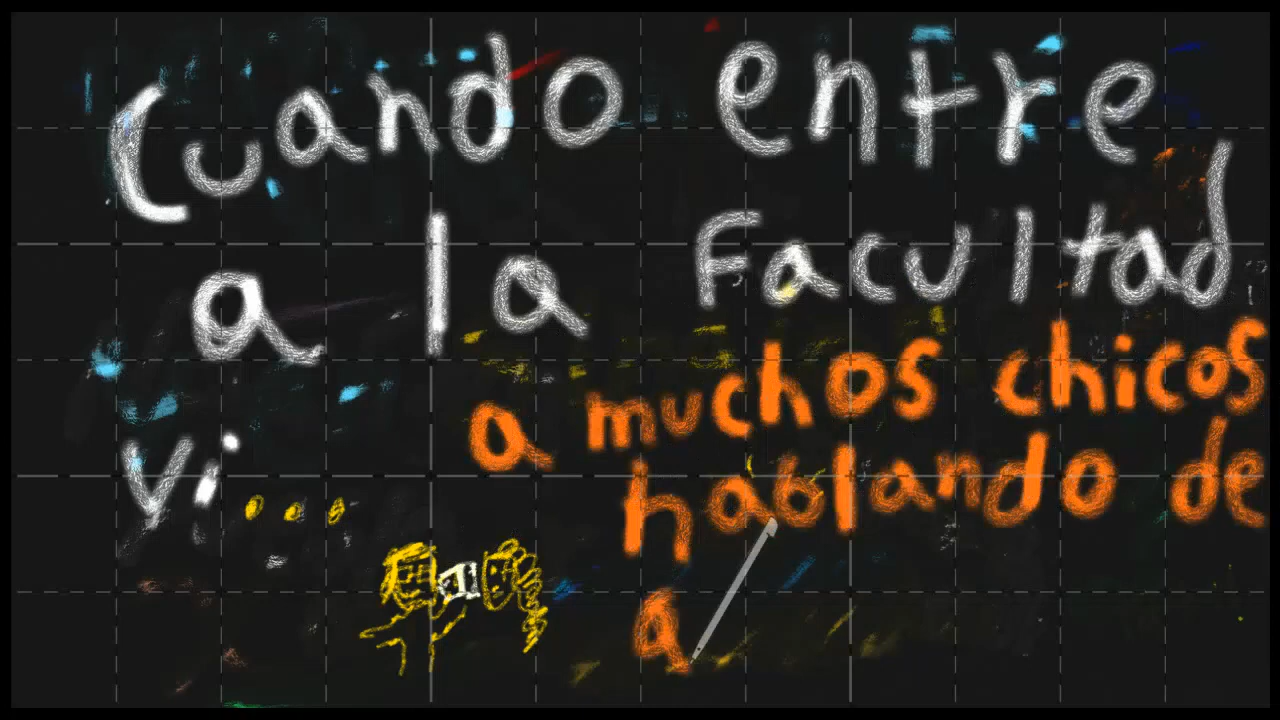 Cuando entre
a la Facultad
Vi...
a muchos chicos
hablando de
a